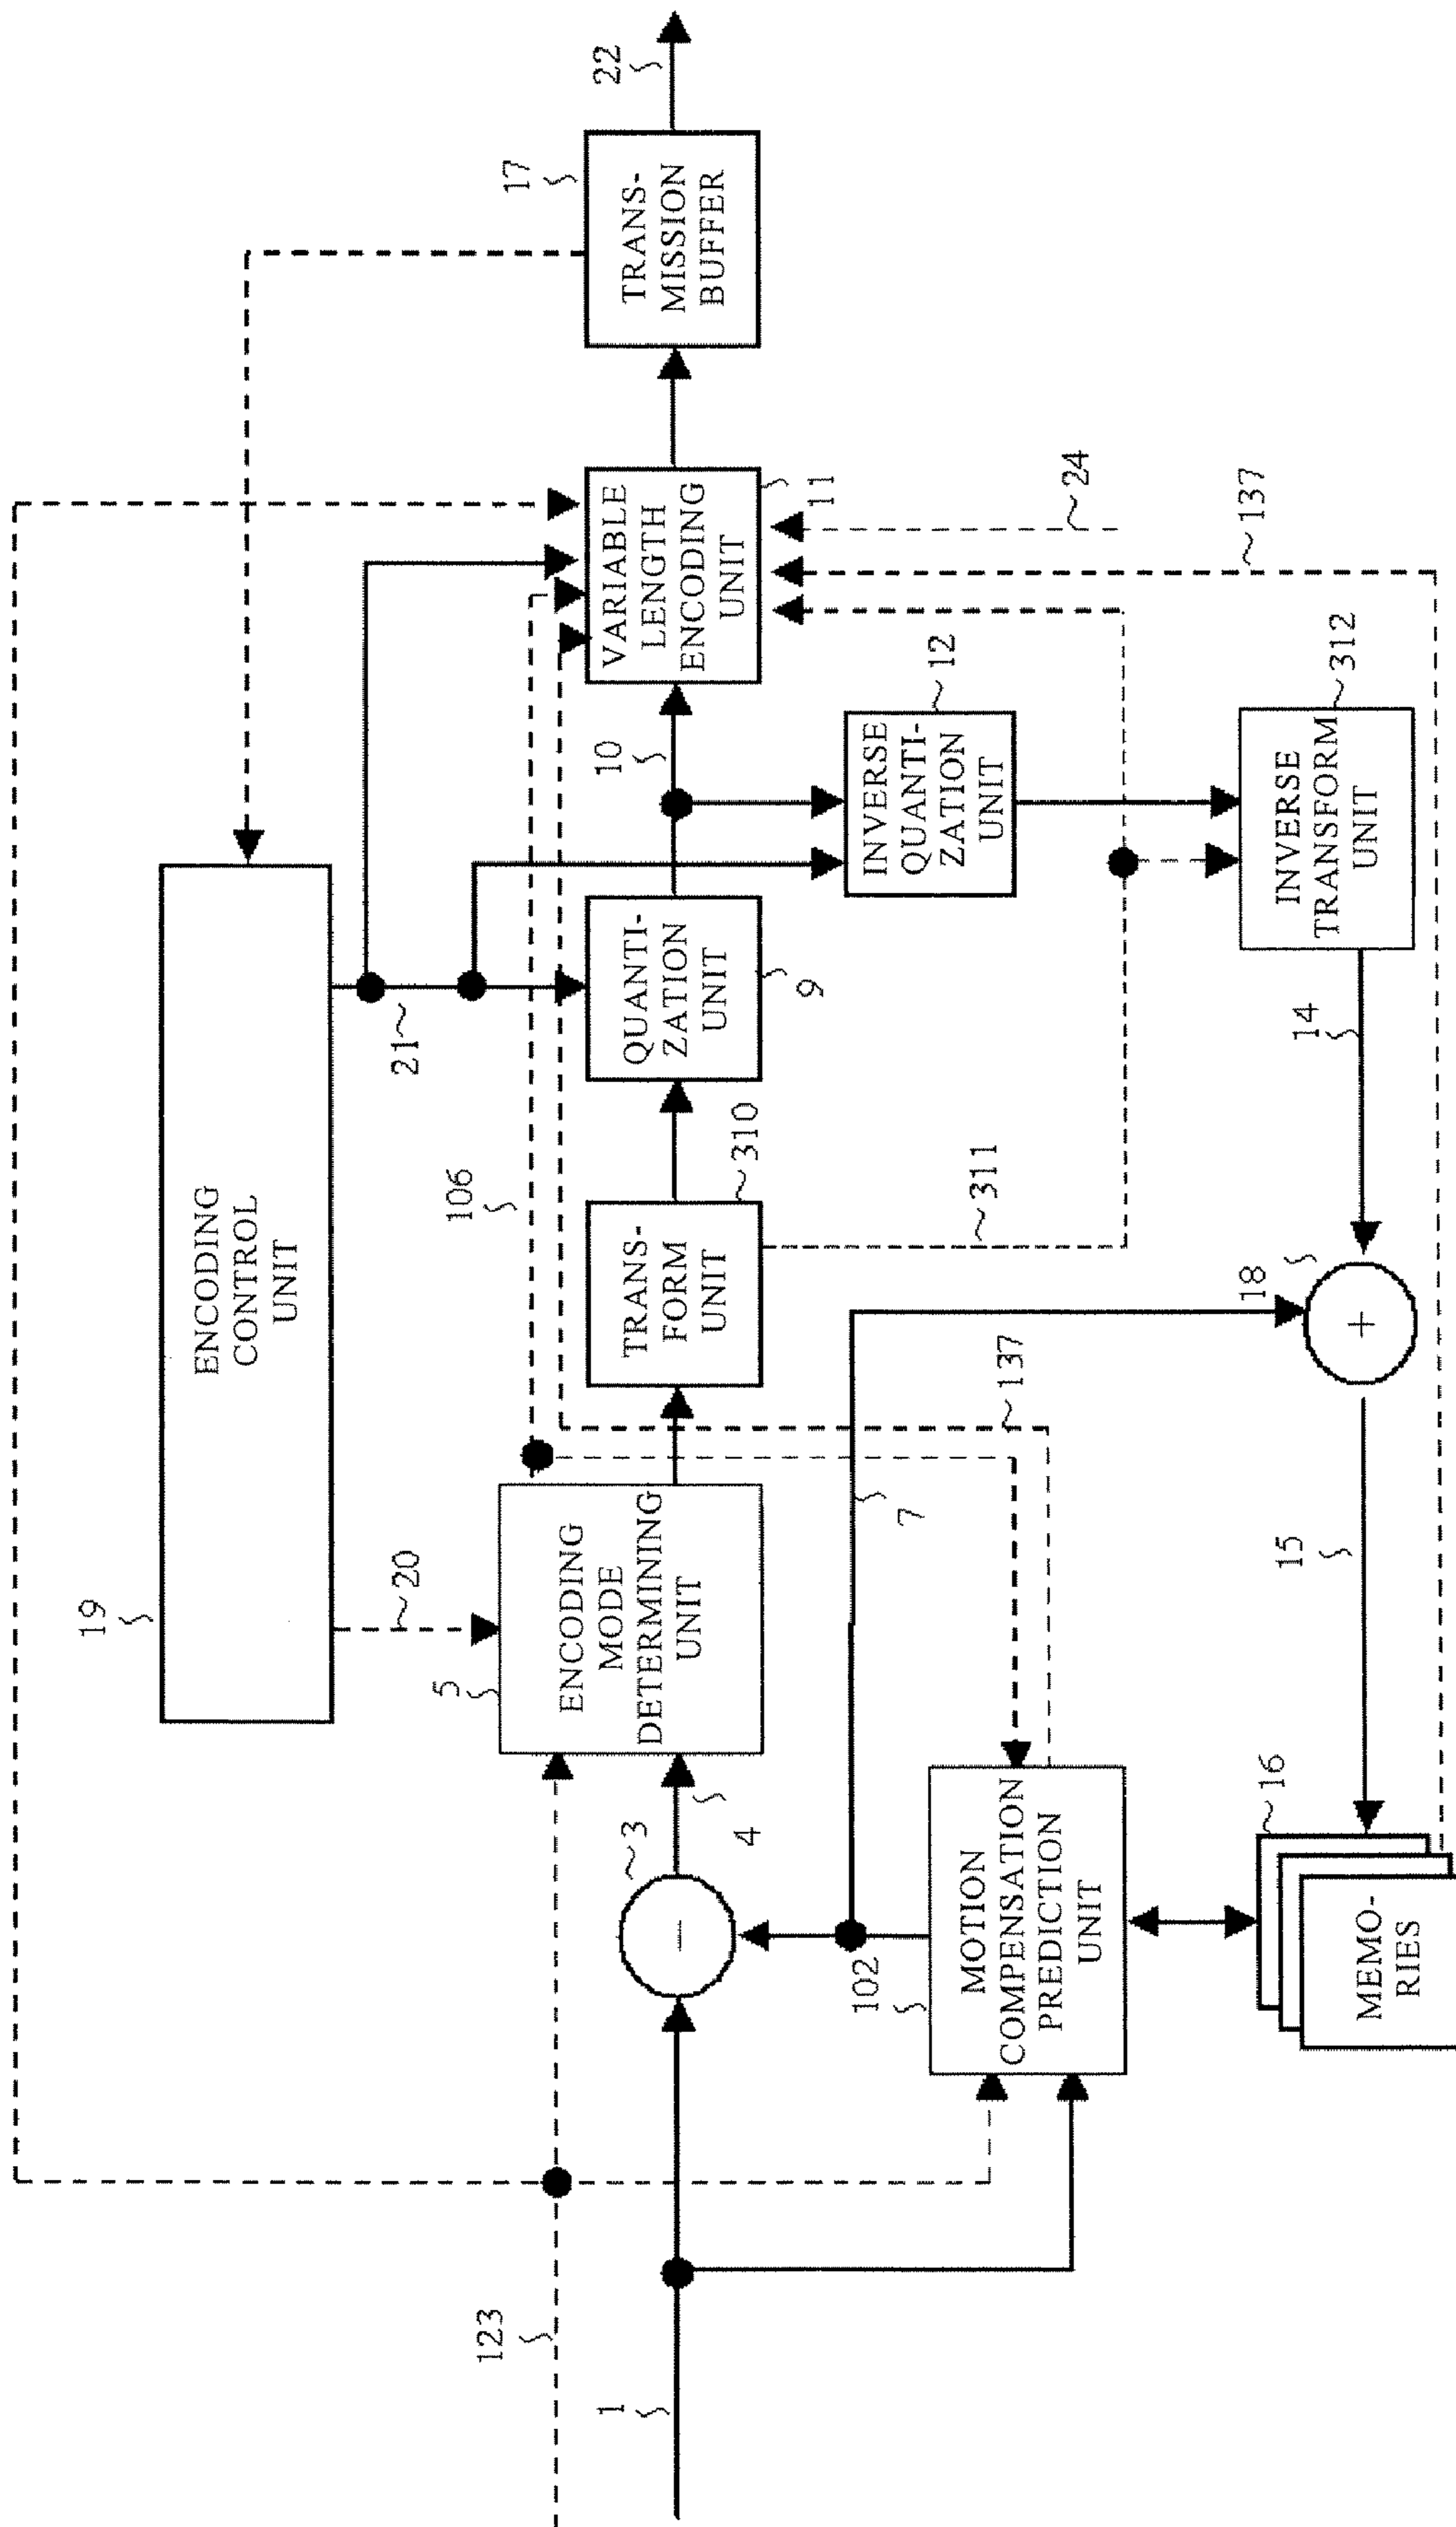 19
ENCODING
CONTROL
UNIT
20
21
123
1
3
4
5
ENCODING
MODE
DETERMINING
UNIT
106
TRANS-
FORM
UNIT
310
311
QUANTI-
ZATION
UNIT
9
10
VARIABLE
LENGTH
ENCODING
UNIT
11
17
TRANS-
MISSION
BUFFER
22
24
137
−
102
MOTION
COMPENSATION
PREDICTION
UNIT
7
137
INVERSE
QUANTI-
ZATION
UNIT
12
INVERSE
TRANSFORM
UNIT
312
14
18
+
15
16
MEMO-
RIES